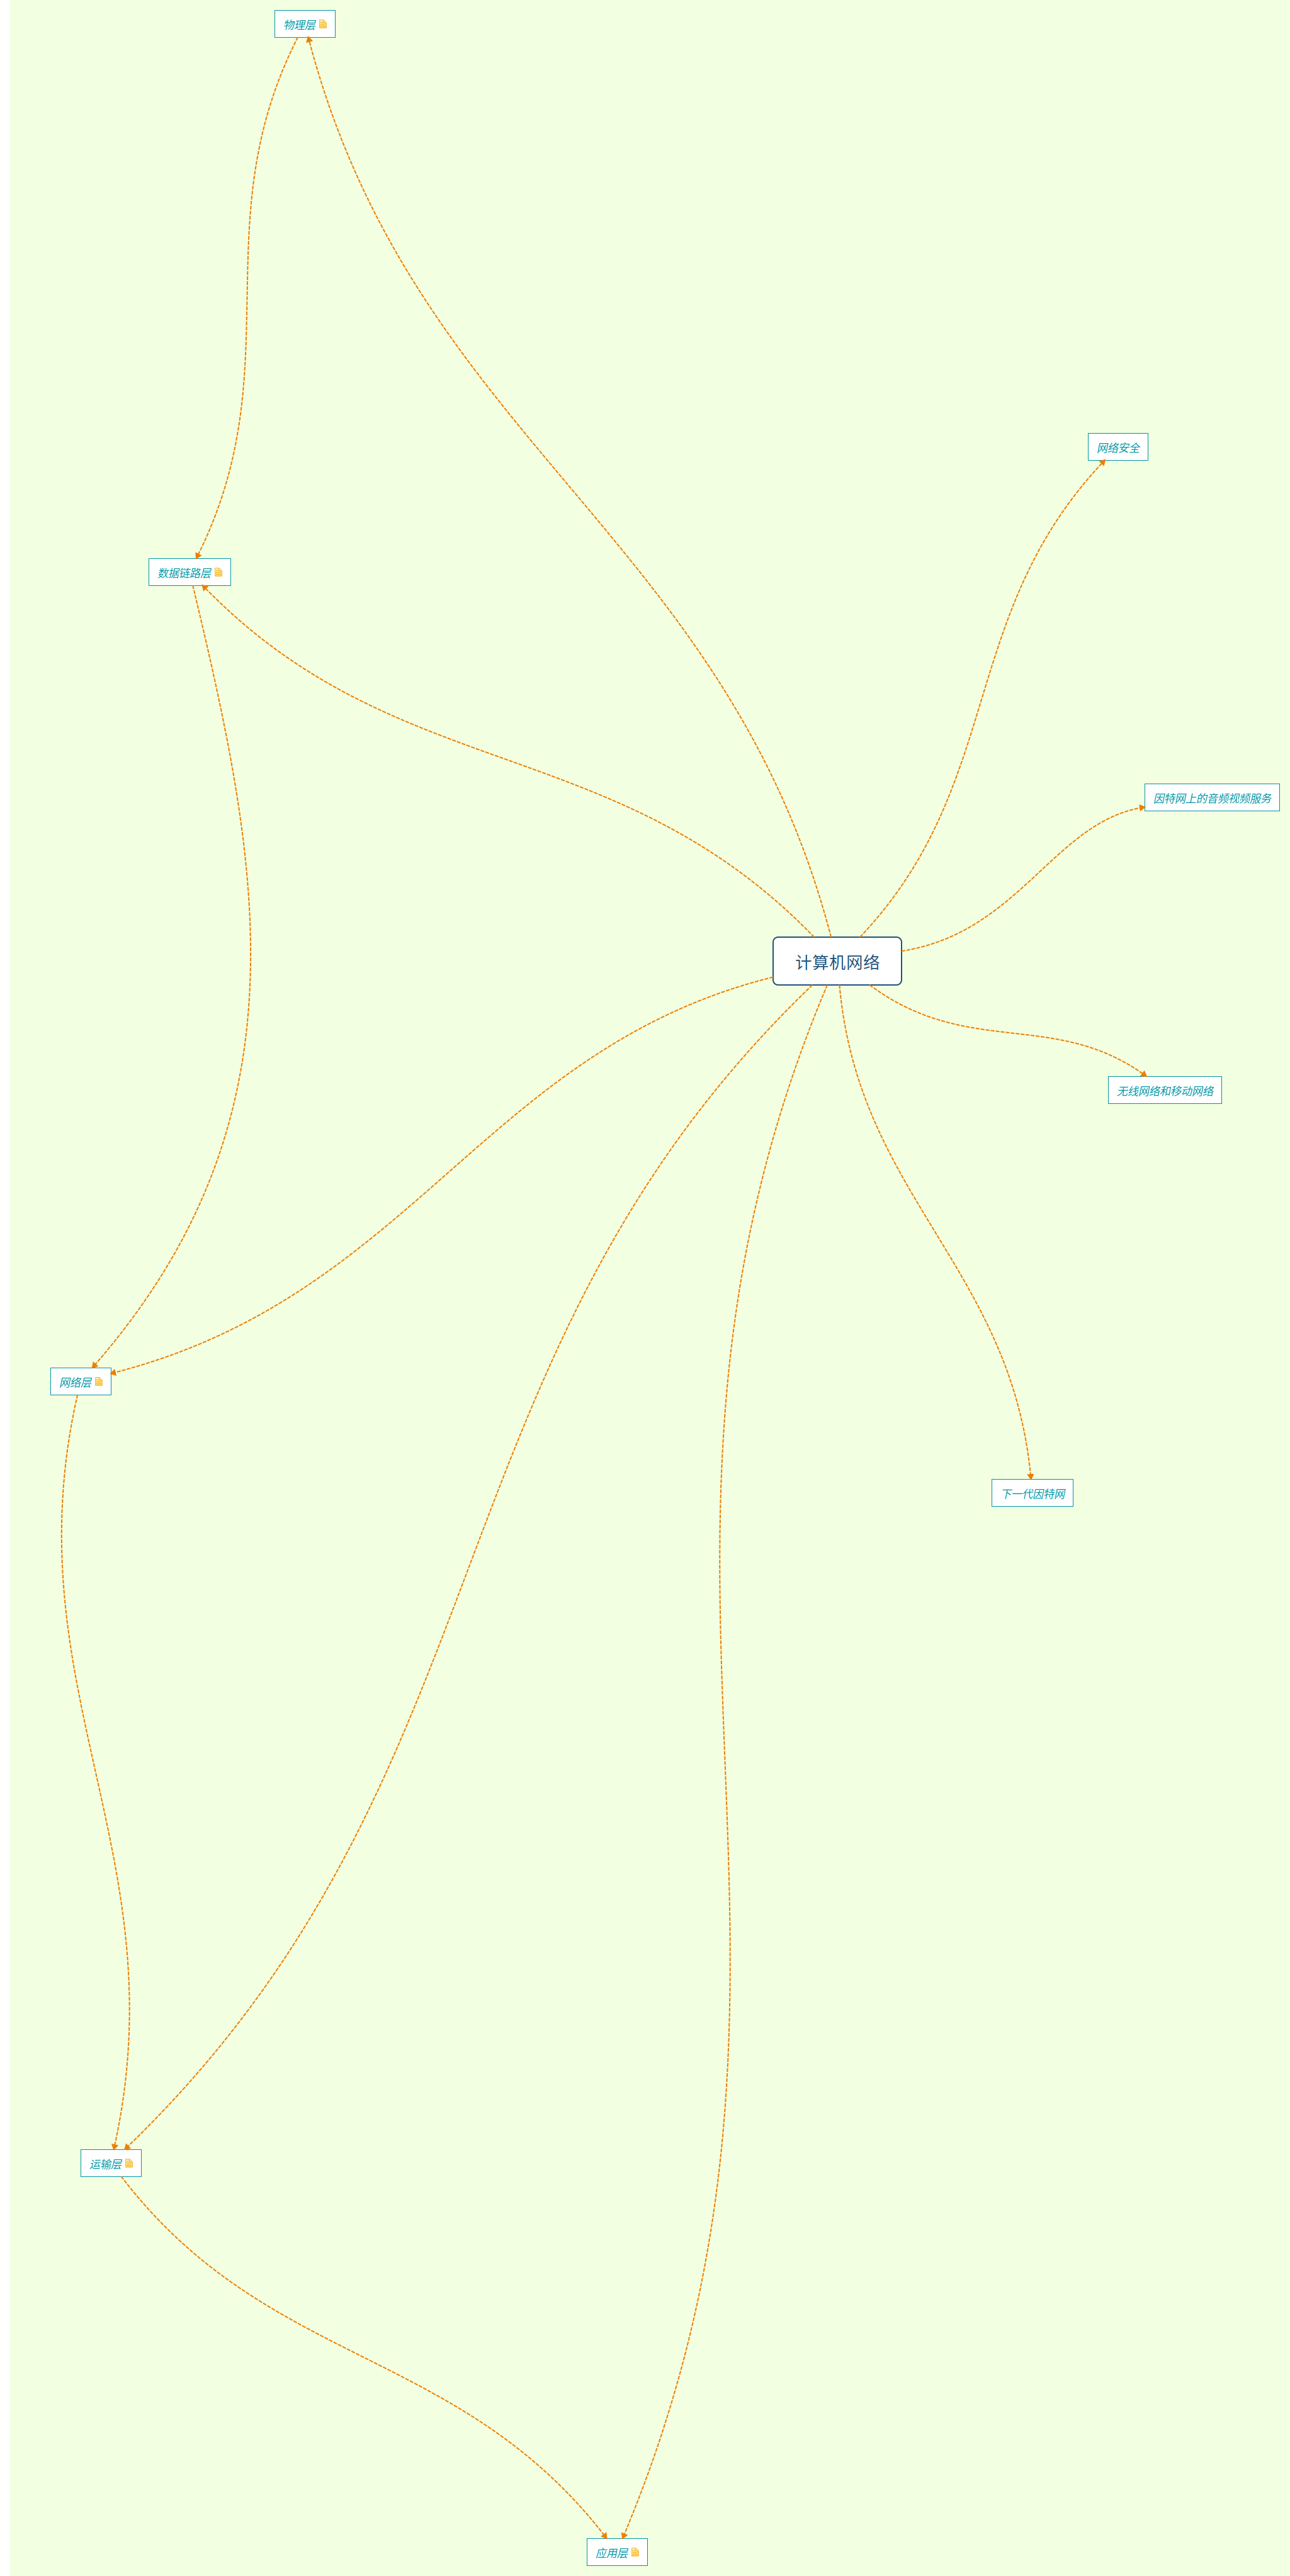 物理层
网络安全
数据链路层
因特网上的音频视频服务
计算机网络
无线网络和移动网络
网络层
下一代因特网
运输层
应用层